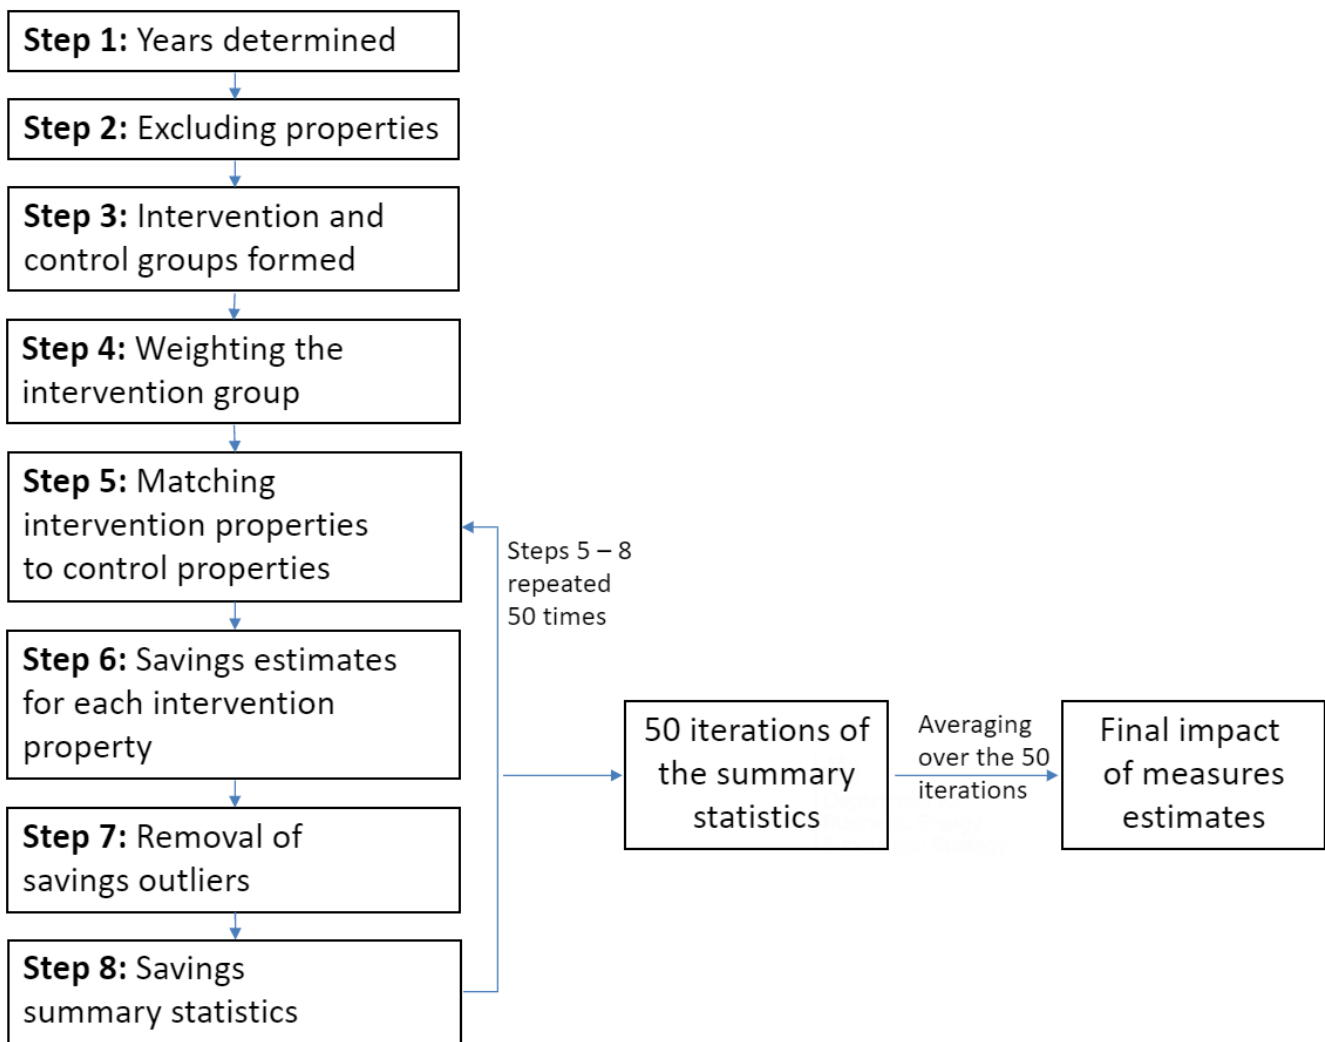 Step 1: Years determined
Step 2: Excluding properties
Step 3: Intervention and
control groups formed
Step 4: Weighting the
intervention group
Step 5: Matching
intervention properties
to control properties
Steps 5 – 8
repeated
50 times
Step 6: Savings estimates
for each intervention
property
Step 7: Removal of
savings outliers
Step 8: Savings
summary statistics
50 iterations of
the summary
statistics
Averaging
over the 50
iterations
Final impact
of measures
estimates